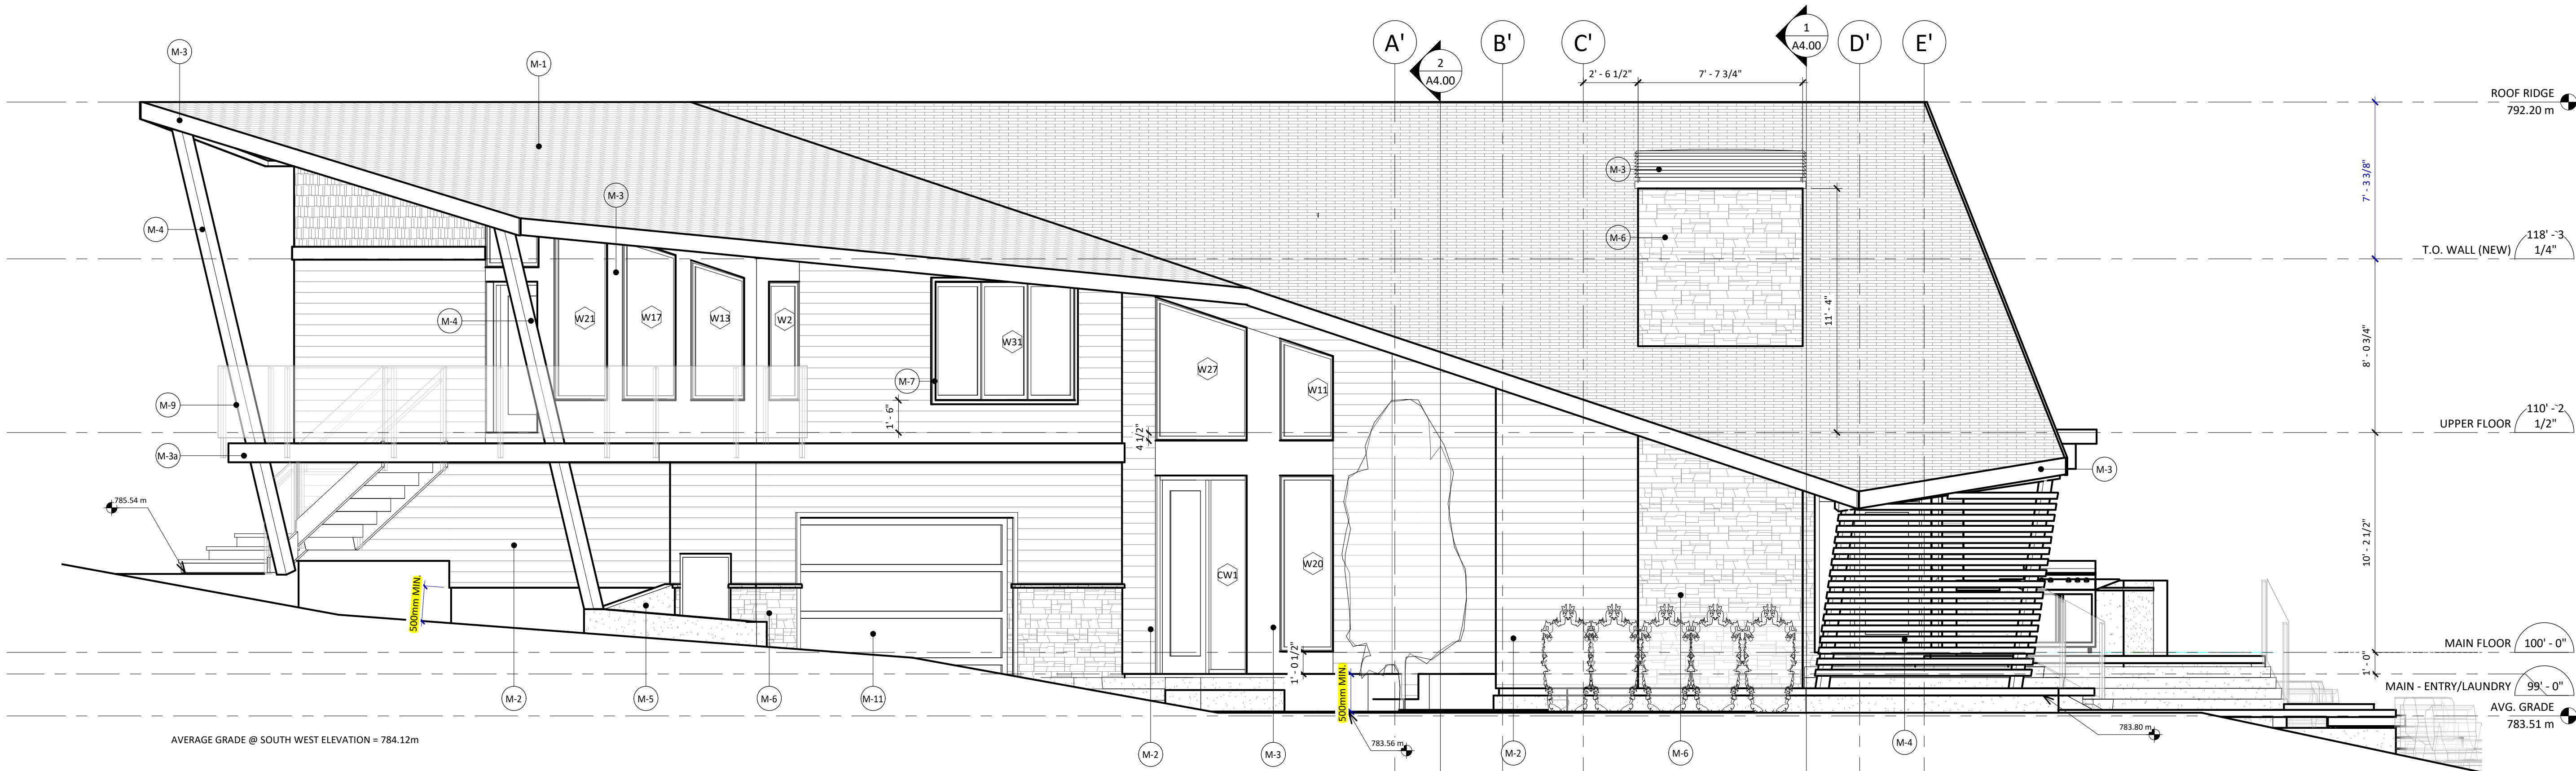 M-3
M-1
A'
2
A4.00
B'
C'
1
A4.00
D'
E'
2' - 6 1/2"
7' - 7 3/4"
ROOF RIDGE
792.20 m
M-3
M-3
7' - 3 3/8"
M-4
M-6
118' - 3
1/4"
T.O. WALL (NEW)
M-4
W21
W17
W13
W2
W31
M-7
W27
W11
11' - 4"
8' - 0 3/4"
M-9
1' - 6"
4 1/2"
110' - 2
1/2"
UPPER FLOOR
M-3a
M-3
785.54 m
10' - 2 1/2"
500mm MIN.
CW1
W20
1' - 0 1/2"
500mm MIN.
MAIN FLOOR
100' - 0"
1' - 0"
MAIN - ENTRY/LAUNDRY
99' - 0"
AVG. GRADE
783.51 m
M-2
M-5
M-6
M-11
M-2
M-3
783.56 m
M-2
M-6
M-4
783.80 m
AVERAGE GRADE @ SOUTH WEST ELEVATION = 784.12m